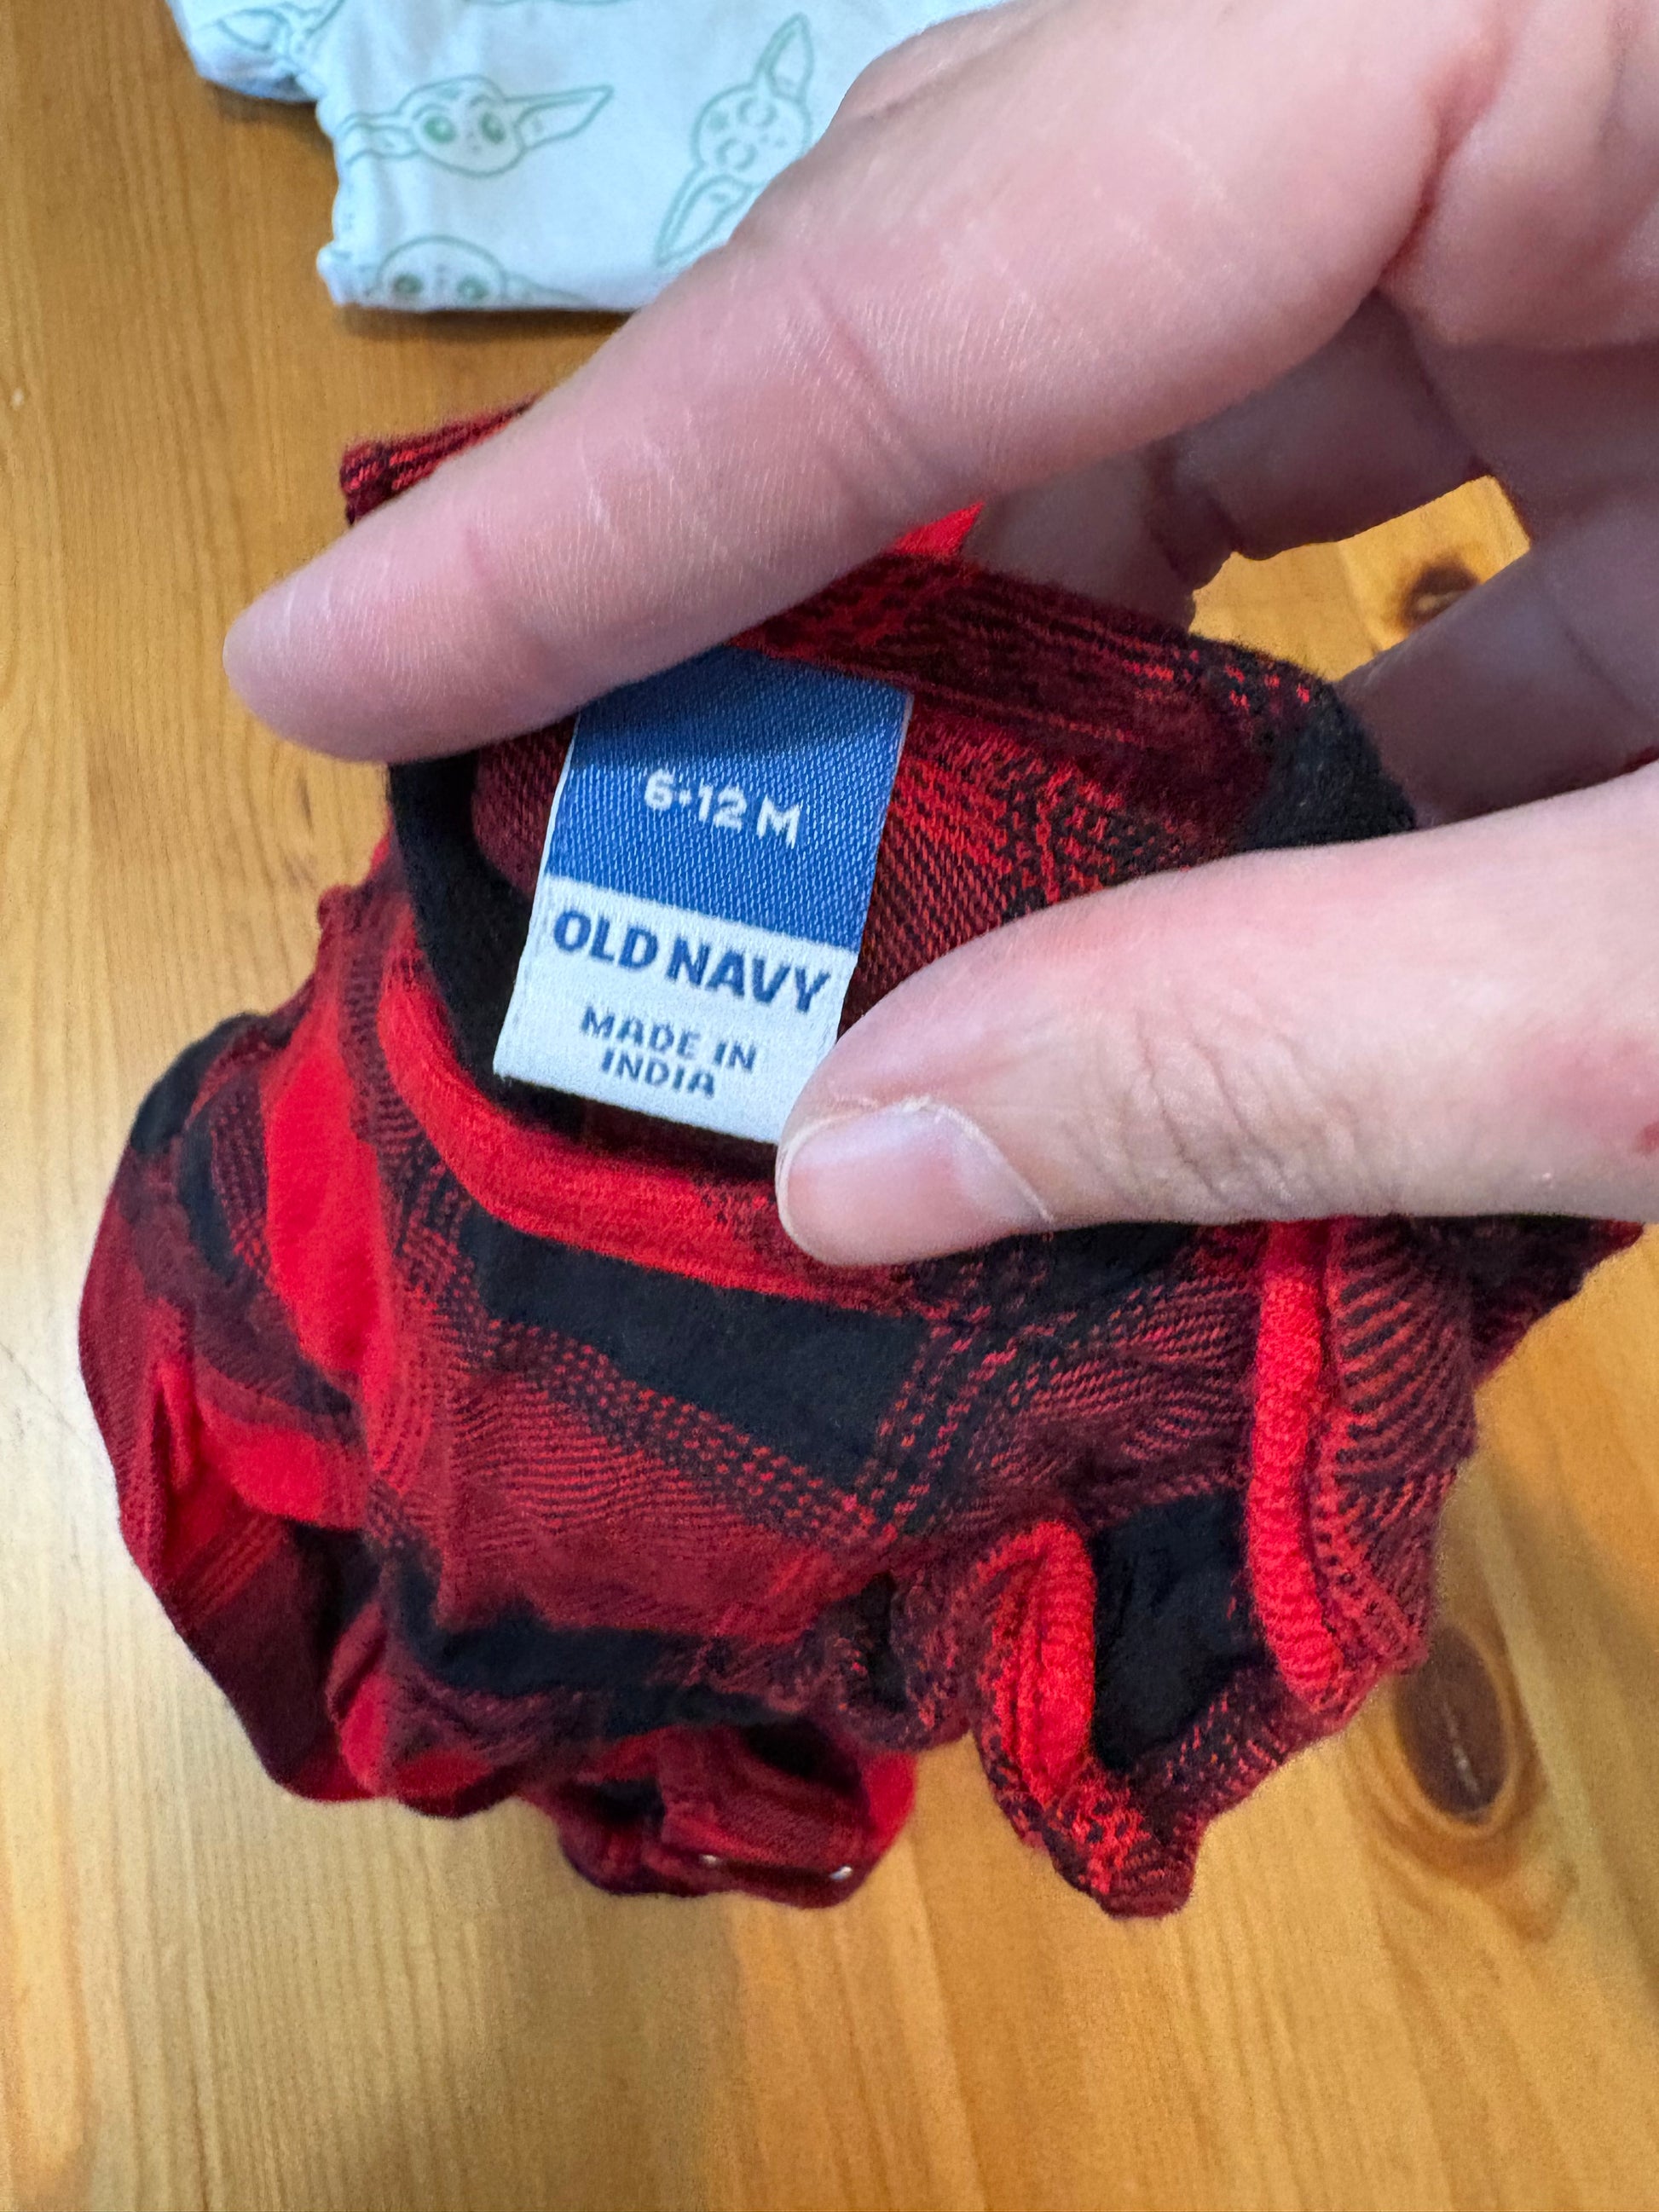 6-12 M
OLD NAVY
MADE IN
INDIA